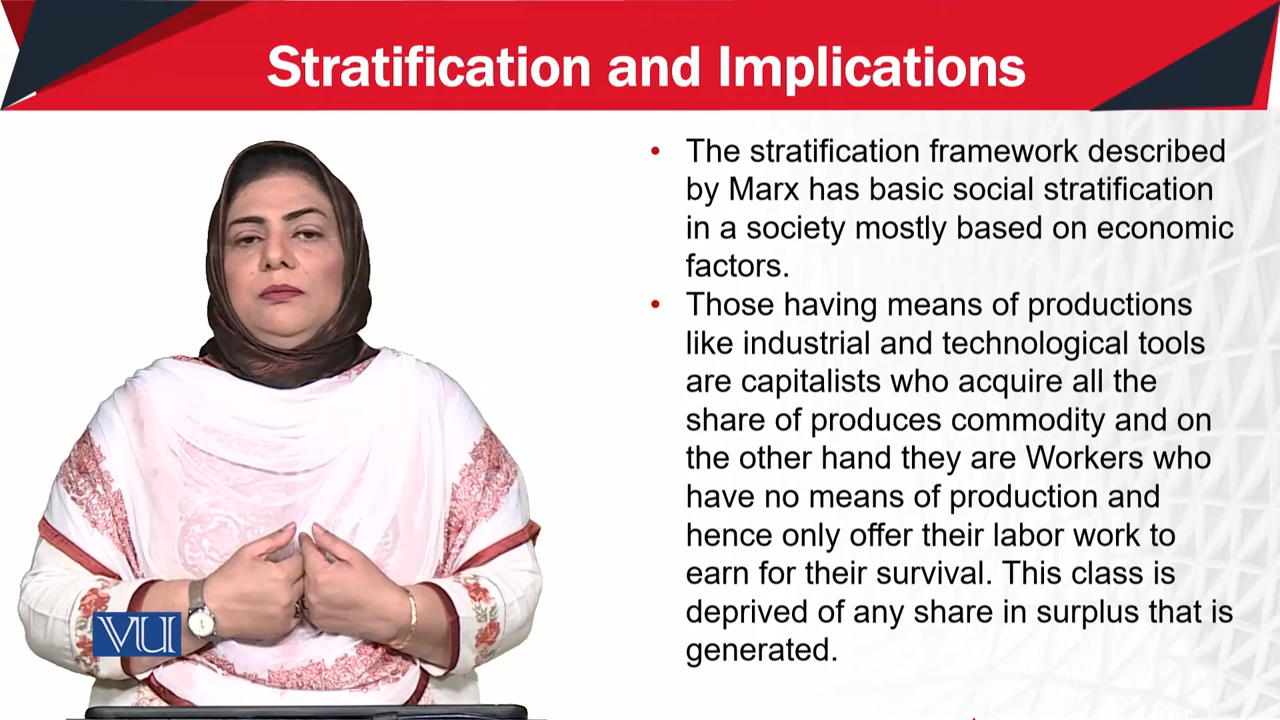 Stratification and Implications
• The stratification framework described
by Marx has basic social stratification
in a society mostly based on economic
factors.
• Those having means of productions
like industrial and technological tools
are capitalists who acquire all the
share of produces commodity and on
the other hand they are Workers who
have no means of production and
hence only offer their labor work to
earn for their survival. This class is
deprived of any share in surplus that is
generated.
VU